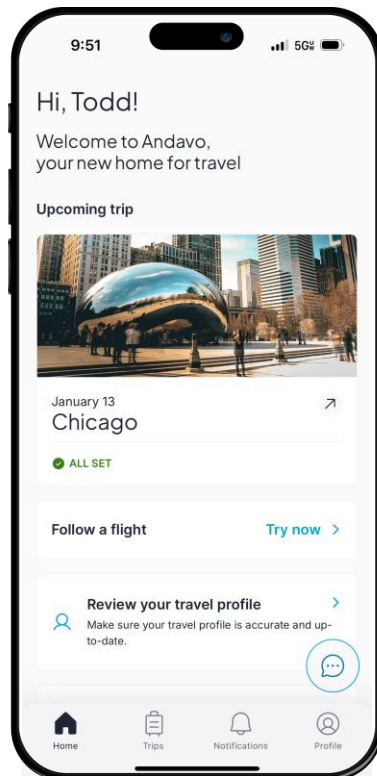 9:51
5G
Hi, Todd!
Welcome to Andavo,
your new home for travel
Upcoming trip
January 13
Chicago
ALL SET
Follow a flight
Try now
Review your travel profile
Make sure your travel profile is accurate and up-
to-date.
Home
Trips
Notifications
Profile